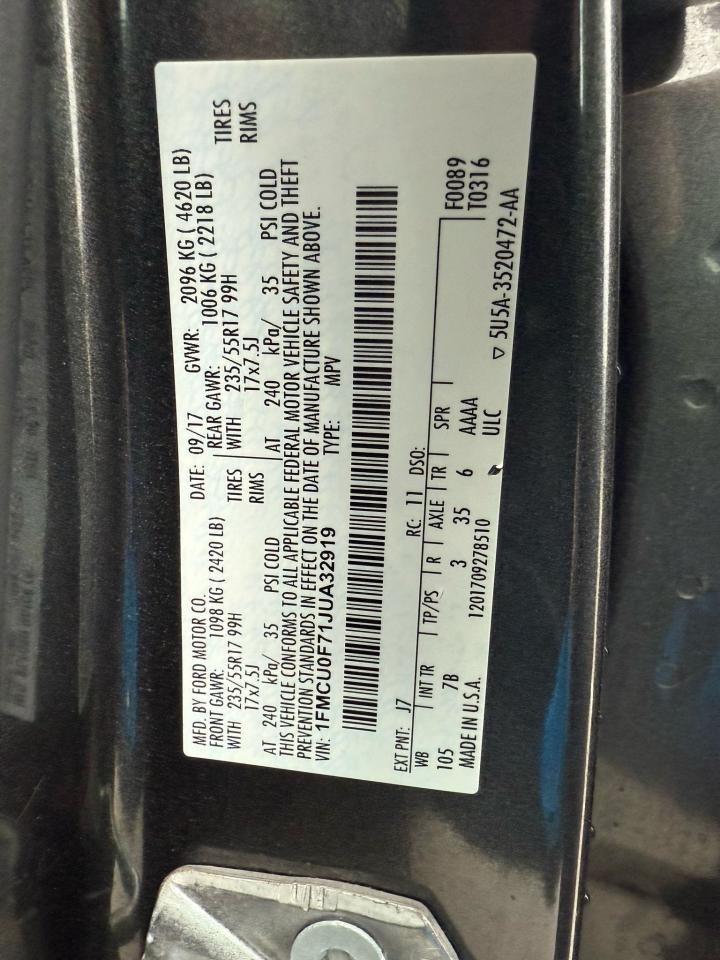 MFD. BY FORD MOTOR CO. DATE: 09/17 GVWR: 2096 KG ( 4620 LB)
FRONT GAWR: 1098 KG ( 2420 LB) REAR GAWR: 1006 KG ( 2218 LB)
WITH 235/55R17 99H TIRES WITH 235/55R17 99H TIRES
17x7.5J RIMS 17x7.5J RIMS
AT 240 kPa/ 35 PSI COLD AT 240 kPa/ 35 PSI COLD
THIS VEHICLE CONFORMS TO ALL APPLICABLE FEDERAL MOTOR VEHICLE SAFETY AND THEFT
PREVENTION STANDARDS IN EFFECT ON THE DATE OF MANUFACTURE SHOWN ABOVE.
VIN: 1FMCU0F71JUA32919 TYPE: MPV
EXT PNT: J7 RC: 11 DSO:
WB INT TR TP/PS R AXLE TR SPR F0089
105 7B 3 35 6 AAAA T0316
MADE IN U.S.A. 1201709278510 ULC ▽ 5U5A-3520472-AA